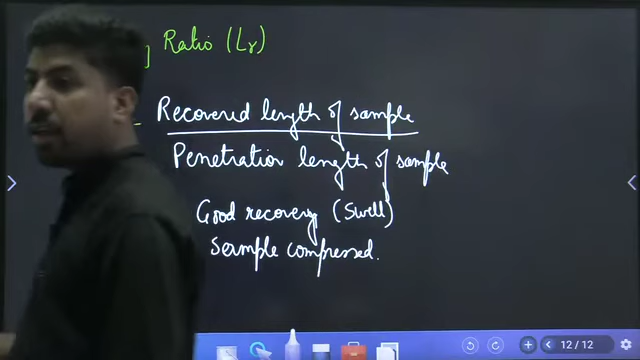 Ratio (Lr)
Recovered length of sample
Penetration length of sample
Good recovery (Swell)
Sample compressed.
12/12